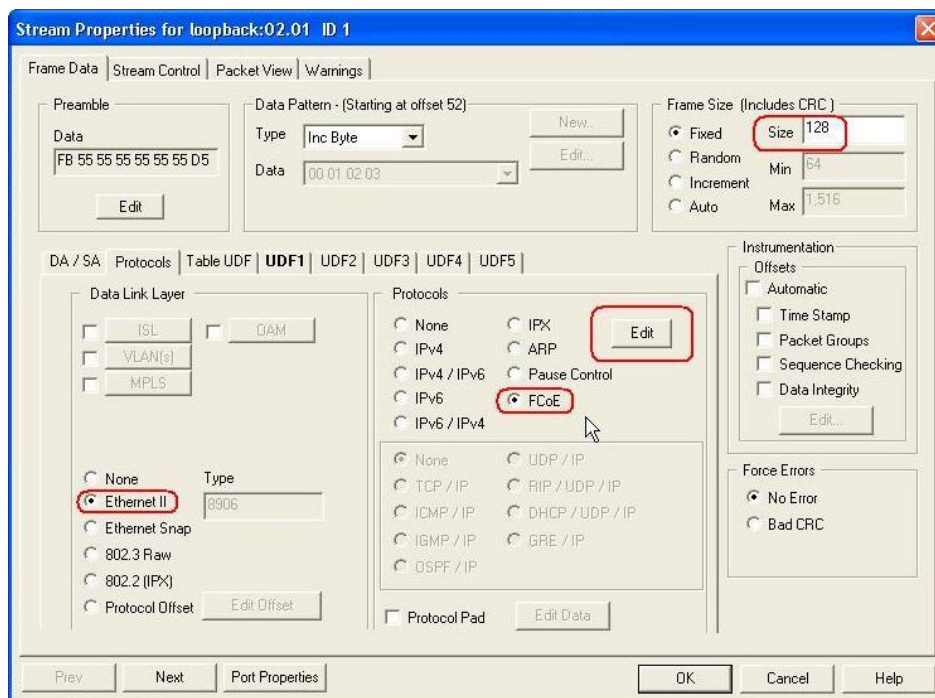 Stream Properties for loopback:02.01 ID 1
Frame Data Stream Control Packet View Warnings
Preamble
Data
FB 55 55 55 55 55 55 D5
Edit
Data Pattern - (Starting at offset 52)
Type Inc Byte
Data 00 01 02 03
New..
Edit...
Frame Size (Includes CRC )
Fixed
Random
Increment
Auto
Size 128
Min 64
Max 1,516
DA / SA Protocols Table UDF UDF1 UDF2 UDF3 UDF4 UDF5
Data Link Layer
ISL
OAM
VLAN(s)
MPLS
None
Type
Ethernet II
8906
Ethernet Snap
802.3 Raw
802.2 (IPX)
Protocol Offset
Edit Offset
Protocols
None
IPX
Edit
IPv4
ARP
IPv4 / IPv6
Pause Control
IPv6
FCoE
IPv6 / IPv4
None
UDP / IP
TCP / IP
RIP / UDP / IP
ICMP / IP
DHCP / UDP / IP
IGMP / IP
GRE / IP
OSPF / IP
Protocol Pad
Edit Data
Instrumentation
Offsets
Automatic
Time Stamp
Packet Groups
Sequence Checking
Data Integrity
Edit...
Force Errors
No Error
Bad CRC
Prev
Next
Port Properties
OK
Cancel
Help